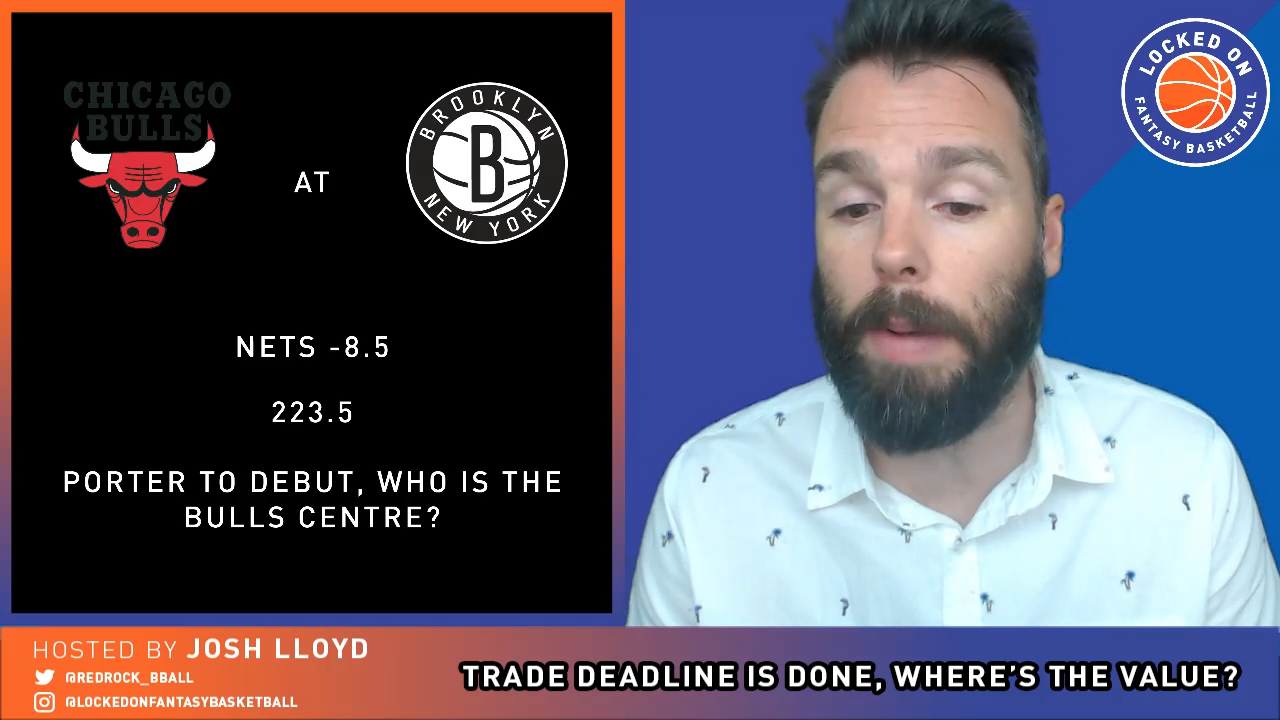 CHICAGO
BULLS
AT
BROOKLYN
B
NEW YORK
NETS -8.5
223.5
PORTER TO DEBUT, WHO IS THE
BULLS CENTRE?
LOCKED ON
FANTASY BASKETBALL
HOSTED BY JOSH LLOYD
@REDROCK_BBALL
@LOCKEDONFANTASYBASKETBALL
TRADE DEADLINE IS DONE, WHERE'S THE VALUE?